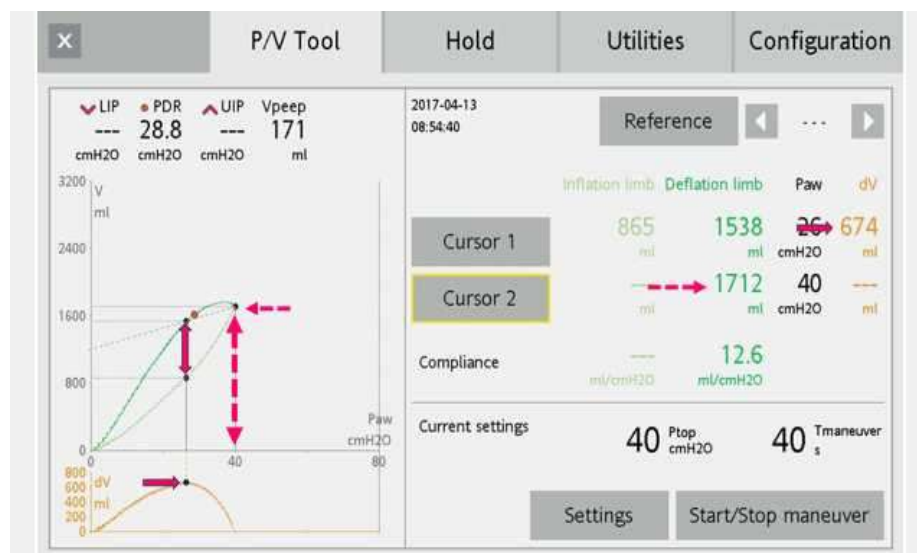 x P/V Tool Hold Utilities Configuration
LIP PDR UIP Vpeep
--- 28.8 --- 171
cmH2O cmH2O cmH2O ml
2017-04-13
08:54:40
Reference ---
Inflation limb Deflation limb Paw dV
Cursor 1 865 1538 26 674
ml ml cmH2O ml
Cursor 2 --- 1712 40 ---
ml ml cmH2O ml
Compliance --- 12.6
ml/cmH2O ml/cmH2O
Current settings 40 Ptop cmH2O 40 Tmaneuver s
Settings Start/Stop maneuver
3200 V
ml
2400
1600
800
Paw
cmH2O
0
0 40 80
800
600 dV
400 ml
200
0